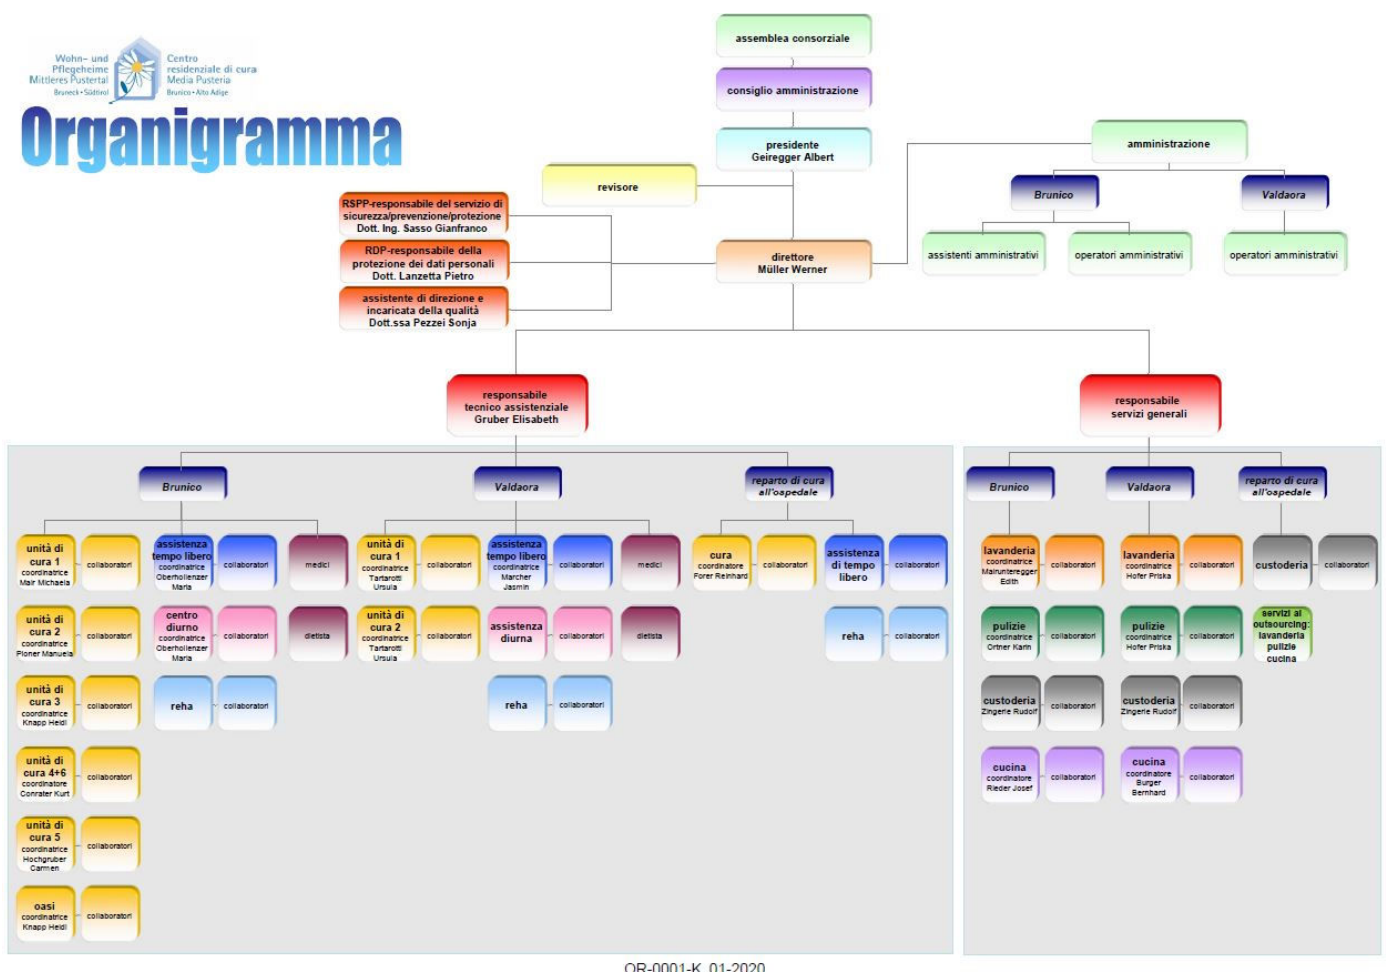 Wohn- und
Pflegeheime
Mittleres Pustertal
Bruneck • Südtirol
Centro
residenziale di cura
Media Pusteria
Brunico • Alto Adige
Organigramma
assemblea consorziale
consiglio amministrazione
presidente
Geiregger Albert
revisore
amministrazione
Brunico
Valdaora
assistenti amministrativi
operatori amministrativi
operatori amministrativi
RSPP-responsabile del servizio di
sicurezza/prevenzione/protezione
Dott. Ing. Sasso Gianfranco
RDP-responsabile della
protezione dei dati personali
Dott. Lanzetta Pietro
assistente di direzione e
incaricata della qualità
Dott.ssa Pezzei Sonja
direttore
Müller Werner
responsabile
tecnico assistenziale
Gruber Elisabeth
responsabile
servizi generali
Brunico
Valdaora
reparto di cura
all'ospedale
Brunico
Valdaora
reparto di cura
all'ospedale
unità di
cura 1
coordinatrice
Mair Michaela
collaboratori
assistenza
tempo libero
coordinatrice
Oberhollenzer
Maria
collaboratori
medici
unità di
cura 1
coordinatrice
Tartarotti
Ursula
collaboratori
assistenza
tempo libero
coordinatrice
Marcher
Jasmin
collaboratori
medici
cura
coordinatore
Forer Reinhard
collaboratori
assistenza
di tempo
libero
collaboratori
lavanderia
coordinatrice
Mairunteregger
Edith
collaboratori
lavanderia
coordinatrice
Hofer Priska
collaboratori
custoderia
collaboratori
unità di
cura 2
coordinatrice
Ploner Manuela
collaboratori
centro
diurno
coordinatrice
Oberhollenzer
Maria
collaboratori
dietista
unità di
cura 2
coordinatrice
Tartarotti
Ursula
collaboratori
assistenza
diurna
collaboratori
dietista
reha
collaboratori
pulizie
coordinatrice
Ortner Karin
collaboratori
pulizie
coordinatrice
Hofer Priska
collaboratori
servizi al
outsourcing:
lavanderia
pulizie
cucina
unità di
cura 3
coordinatrice
Knapp Heidi
collaboratori
reha
collaboratori
reha
collaboratori
custoderia
Zingerle Rudolf
collaboratori
custoderia
Zingerle Rudolf
collaboratori
unità di
cura 4+6
coordinatore
Conrater Kurt
collaboratori
cucina
coordinatore
Rieder Josef
collaboratori
cucina
coordinatore
Burger
Bernhard
collaboratori
unità di
cura 5
coordinatrice
Hochgruber
Carmen
collaboratori
oasi
coordinatrice
Knapp Heidi
collaboratori
OR-0001-K 01-2020